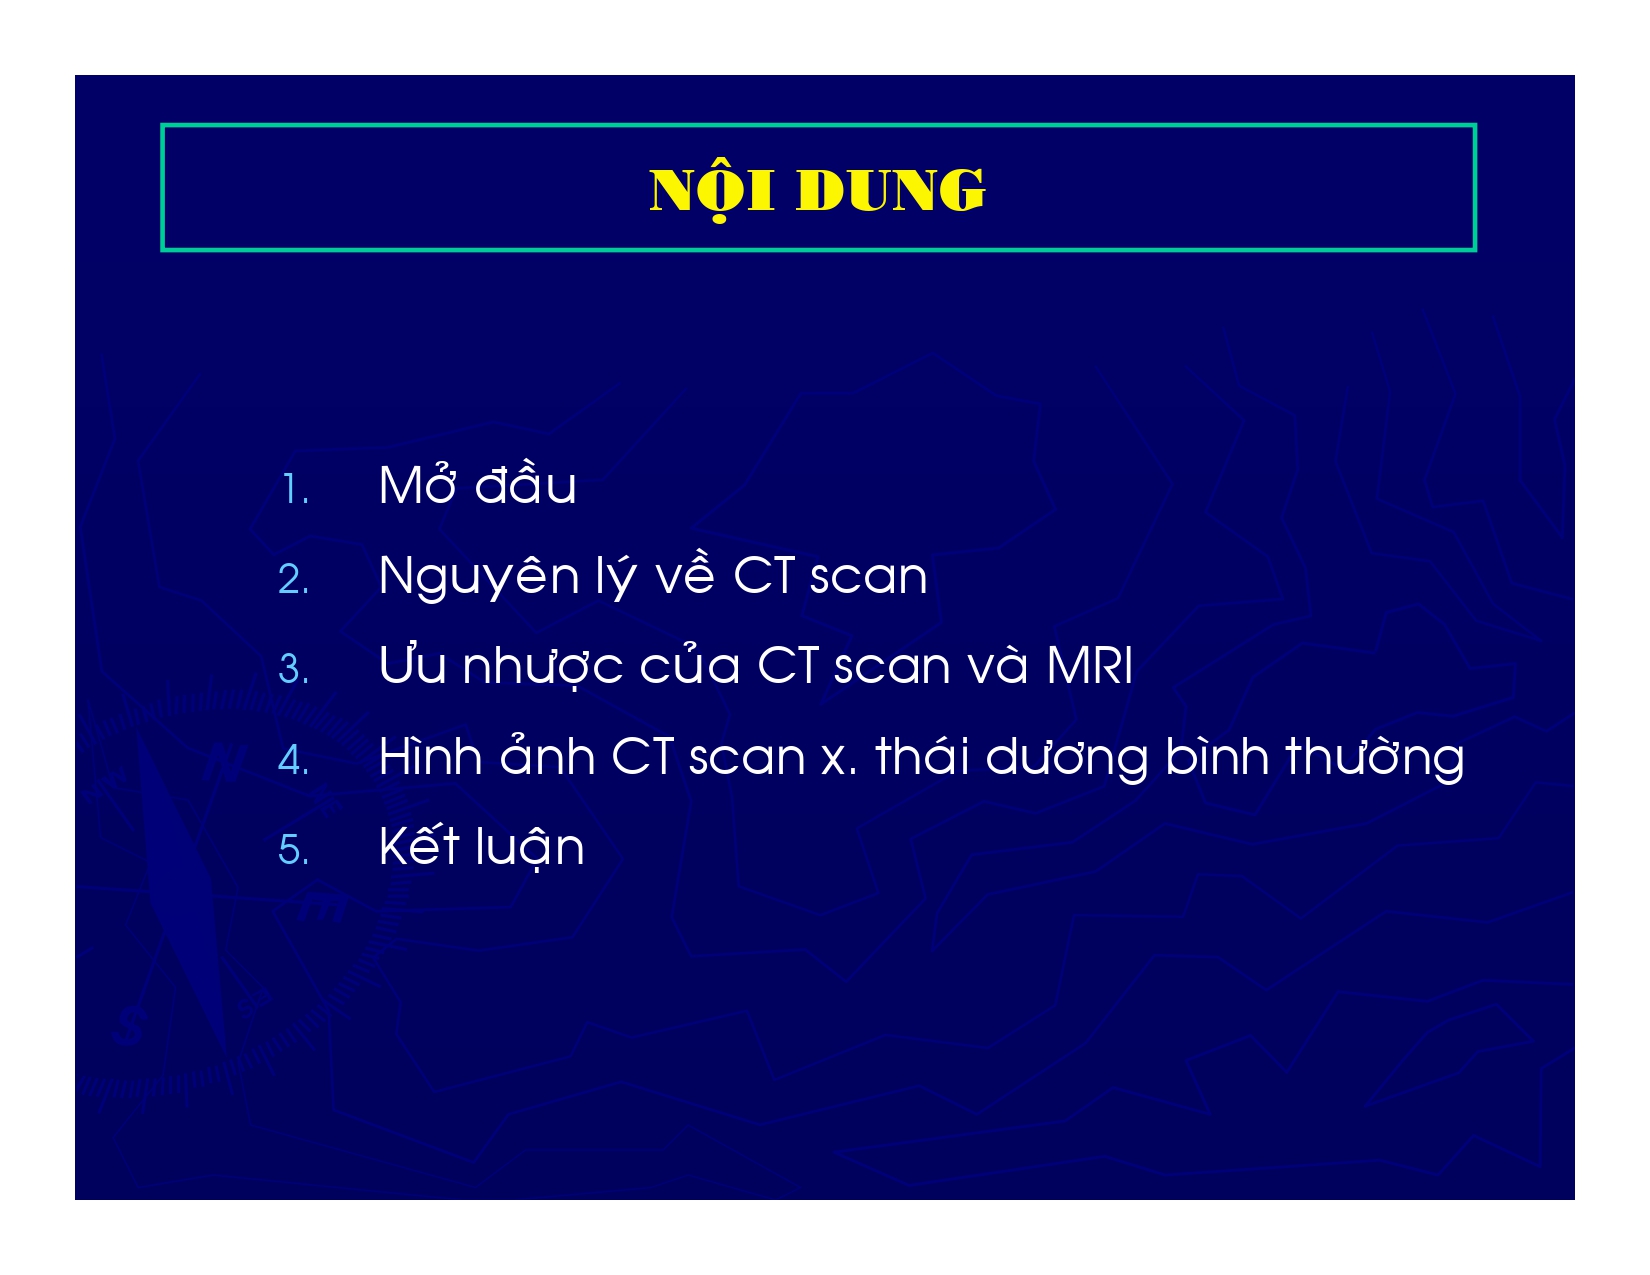 NỘI DUNG
1. Mở đầu
2. Nguyên lý về CT scan
3. Ưu nhược của CT scan và MRI
4. Hình ảnh CT scan x. thái dương bình thường
5. Kết luận
N
E
S